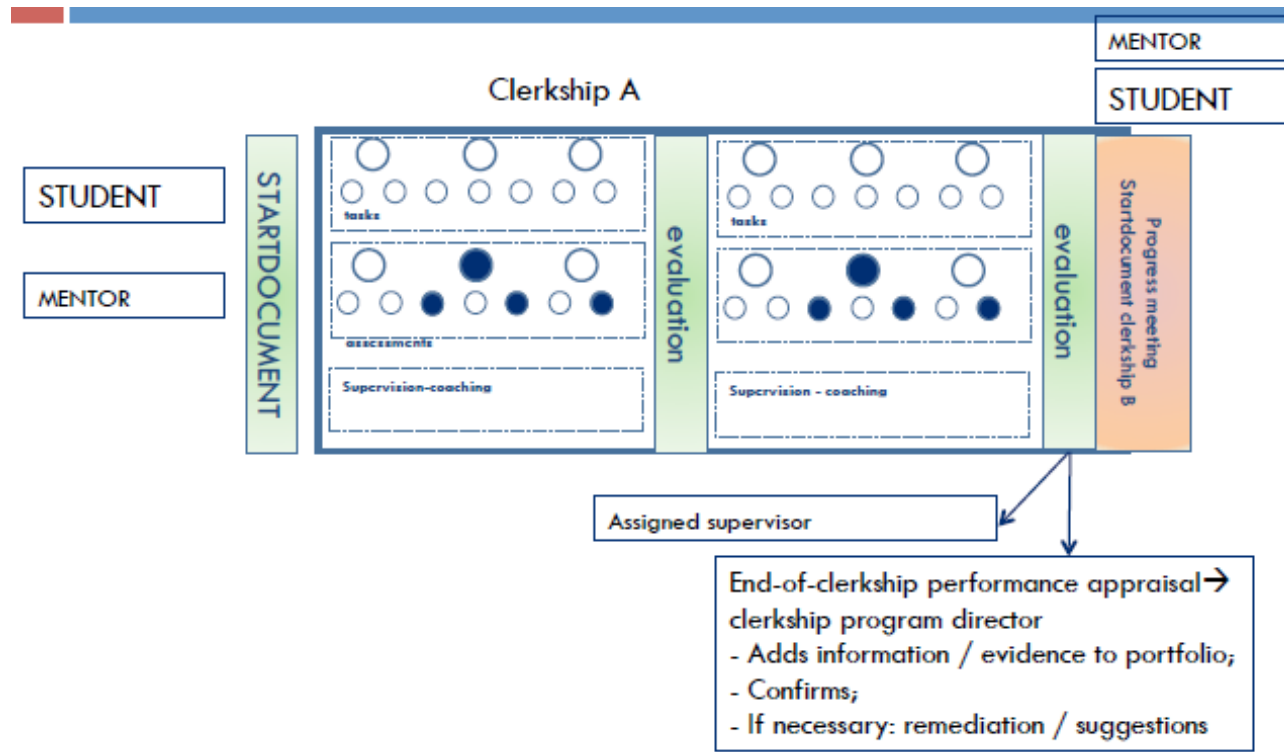 MENTOR
STUDENT
Clerkship A
STUDENT
MENTOR
STARTDOCUMENT
tasks
assessments
Supervision-coaching
evaluation
tasks
Supervision - coaching
evaluation
Progress meeting
Startdocument clerkship B
Assigned supervisor
End-of-clerkship performance appraisal→
clerkship program director
- Adds information / evidence to portfolio;
- Confirms;
- If necessary: remediation / suggestions